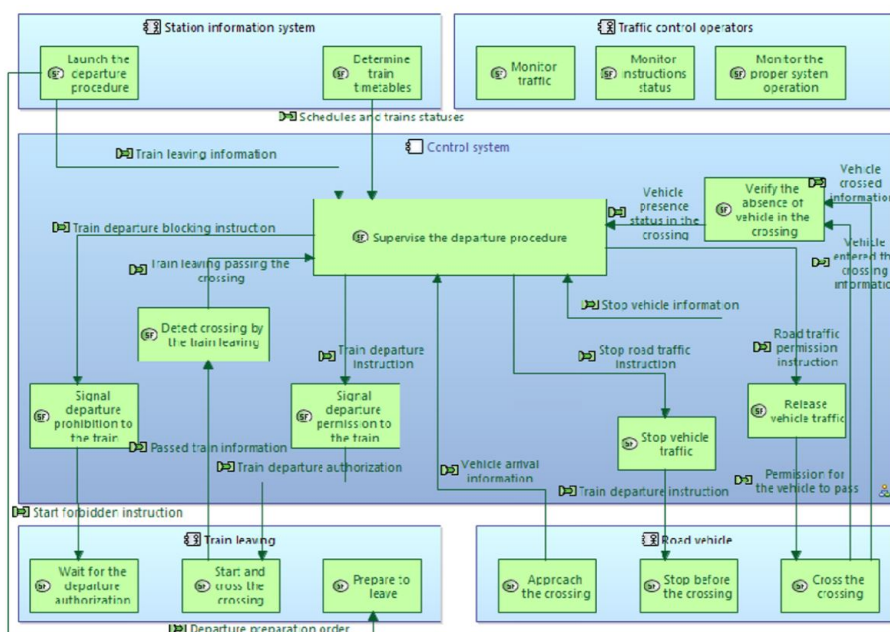 Station information system
Traffic control operators
Launch the
departure
procedure
Determine
train
timetables
Monitor
traffic
Monitor
instructions
status
Monitor the
proper system
operation
Schedules and trains statuses
Control system
Train leaving information
Vehicle
presence
status in the
crossing
Verify the
absence of
vehicle in the
crossing
Vehicle
crossed
information
Train departure blocking instruction
Supervise the departure procedure
Vehicle
entered the
crossing
information
Train leaving passing the
crossing
Stop vehicle information
Detect crossing by
the train leaving
Train departure
instruction
Stop road traffic
instruction
Road traffic
permission
instruction
Signal
departure
prohibition to
the train
Signal
departure
permission to
the train
Release
vehicle traffic
Stop vehicle
traffic
Passed train information
Train departure authorization
Vehicle arrival
information
Train departure instruction
Permission for
the vehicle to pass
Start forbidden instruction
Train leaving
Road vehicle
Wait for the
departure
authorization
Start and
cross the
crossing
Prepare to
leave
Approach
the crossing
Stop before
the crossing
Cross the
crossing
Departure preparation order